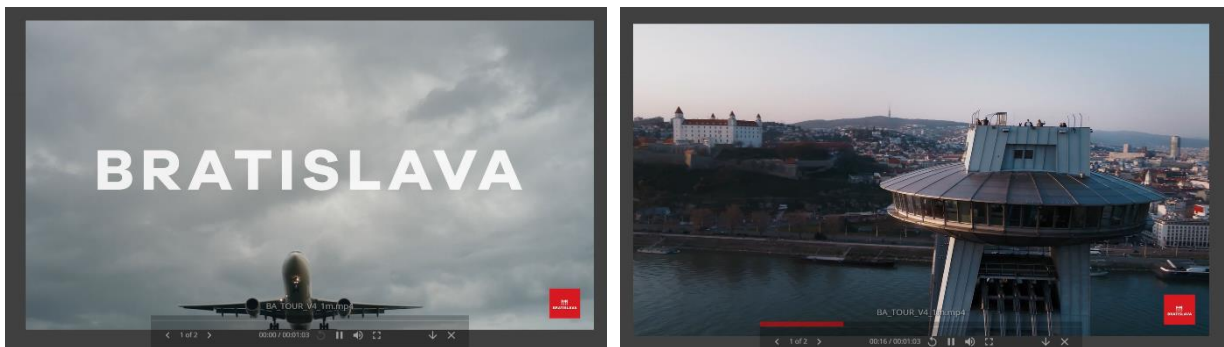 BRATISLAVA
BA_TOUR_V4_1m.mp4
BRATISLAVA
1 of 2
00:00 / 00:01:03
BA_TOUR_V4_1m.mp4
BRATISLAVA
1 of 2
00:16 / 00:01:03